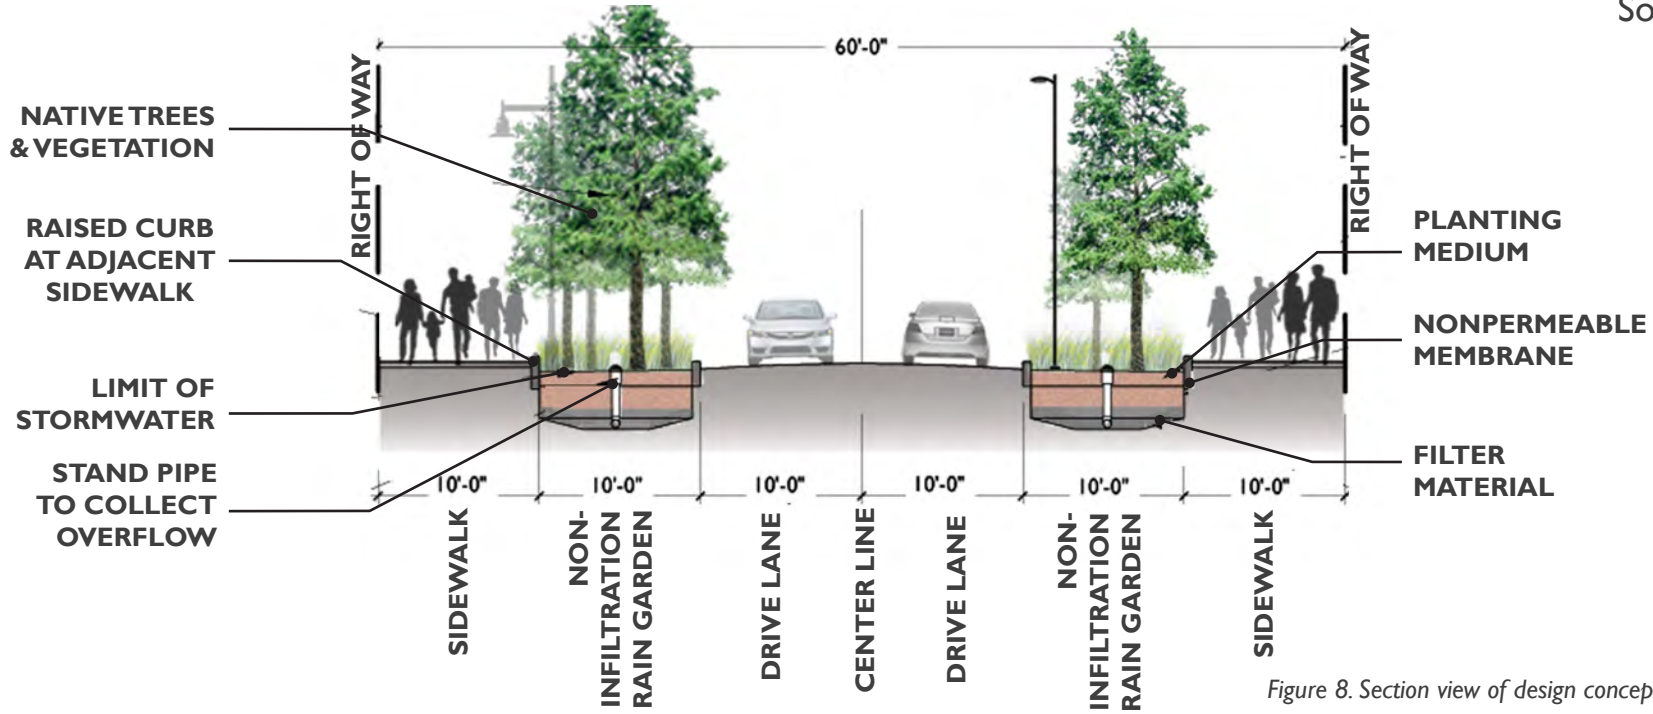 So
60'-0"
RIGHT OF WAY
RIGHT OF WAY
NATIVE TREES
& VEGETATION
RAISED CURB
AT ADJACENT
SIDEWALK
LIMIT OF
STORMWATER
STAND PIPE
TO COLLECT
OVERFLOW
PLANTING
MEDIUM
NONPERMEABLE
MEMBRANE
FILTER
MATERIAL
10'-0"
10'-0"
10'-0"
10'-0"
10'-0"
10'-0"
SIDEWALK
NON-
INFILTRATION
RAIN GARDEN
DRIVE LANE
CENTER LINE
DRIVE LANE
NON-
INFILTRATION
RAIN GARDEN
SIDEWALK
Figure 8. Section view of design concep